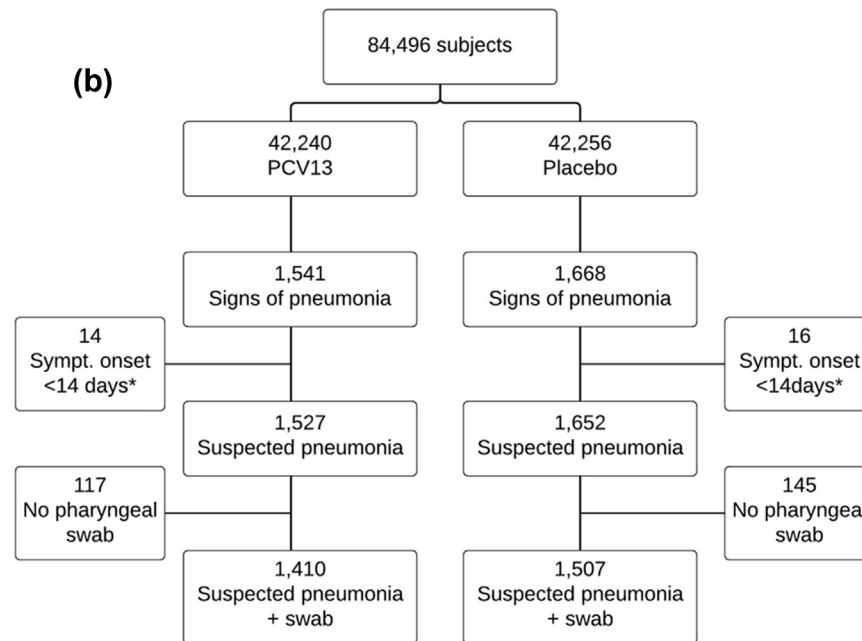 84,496 subjects
(b)
42,240
PCV13
42,256
Placebo
1,541
Signs of pneumonia
1,668
Signs of pneumonia
14
Sympt. onset
<14 days*
16
Sympt. onset
<14days*
1,527
Suspected pneumonia
1,652
Suspected pneumonia
117
No pharyngeal
swab
145
No pharyngeal
swab
1,410
Suspected pneumonia
+ swab
1,507
Suspected pneumonia
+ swab